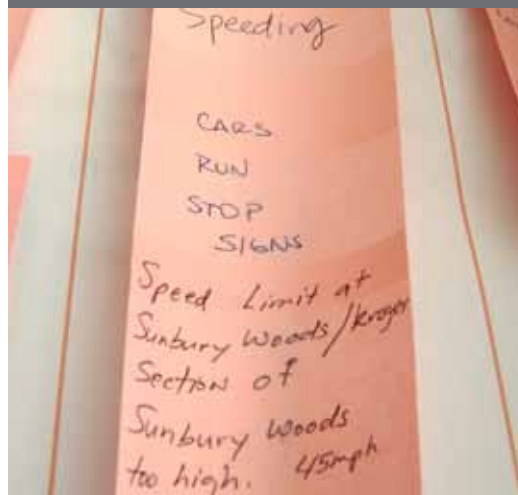 Speeding
CARS
RUN
STOP
SIGNS
Speed Limit at
Sunbury Woods/Kroger
Section of
Sunbury Woods
too high. 45mph